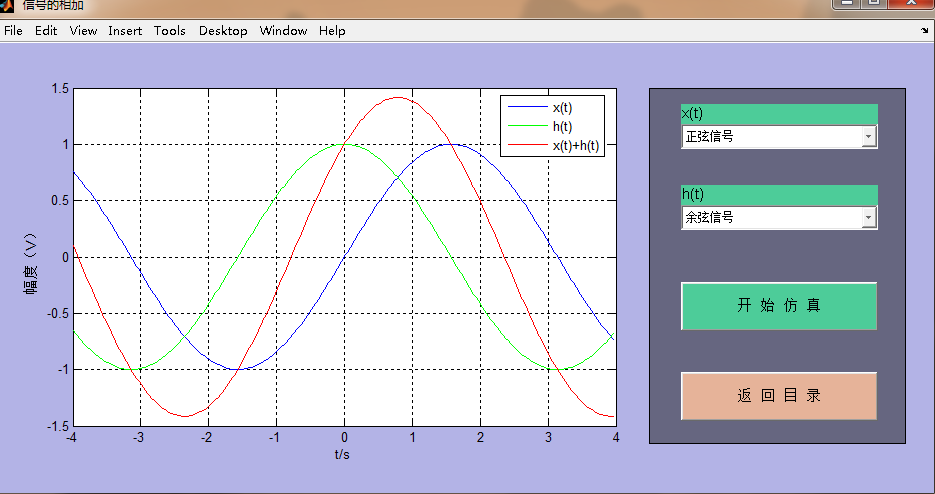 信号的相加
File Edit View Insert Tools Desktop Window Help
1.5
1
0.5
0
-0.5
-1
-1.5
幅度（V）
-4 -3 -2 -1 0 1 2 3 4
t/s
x(t)
h(t)
x(t)+h(t)
x(t)
正弦信号
h(t)
余弦信号
开 始 仿 真
返 回 目 录